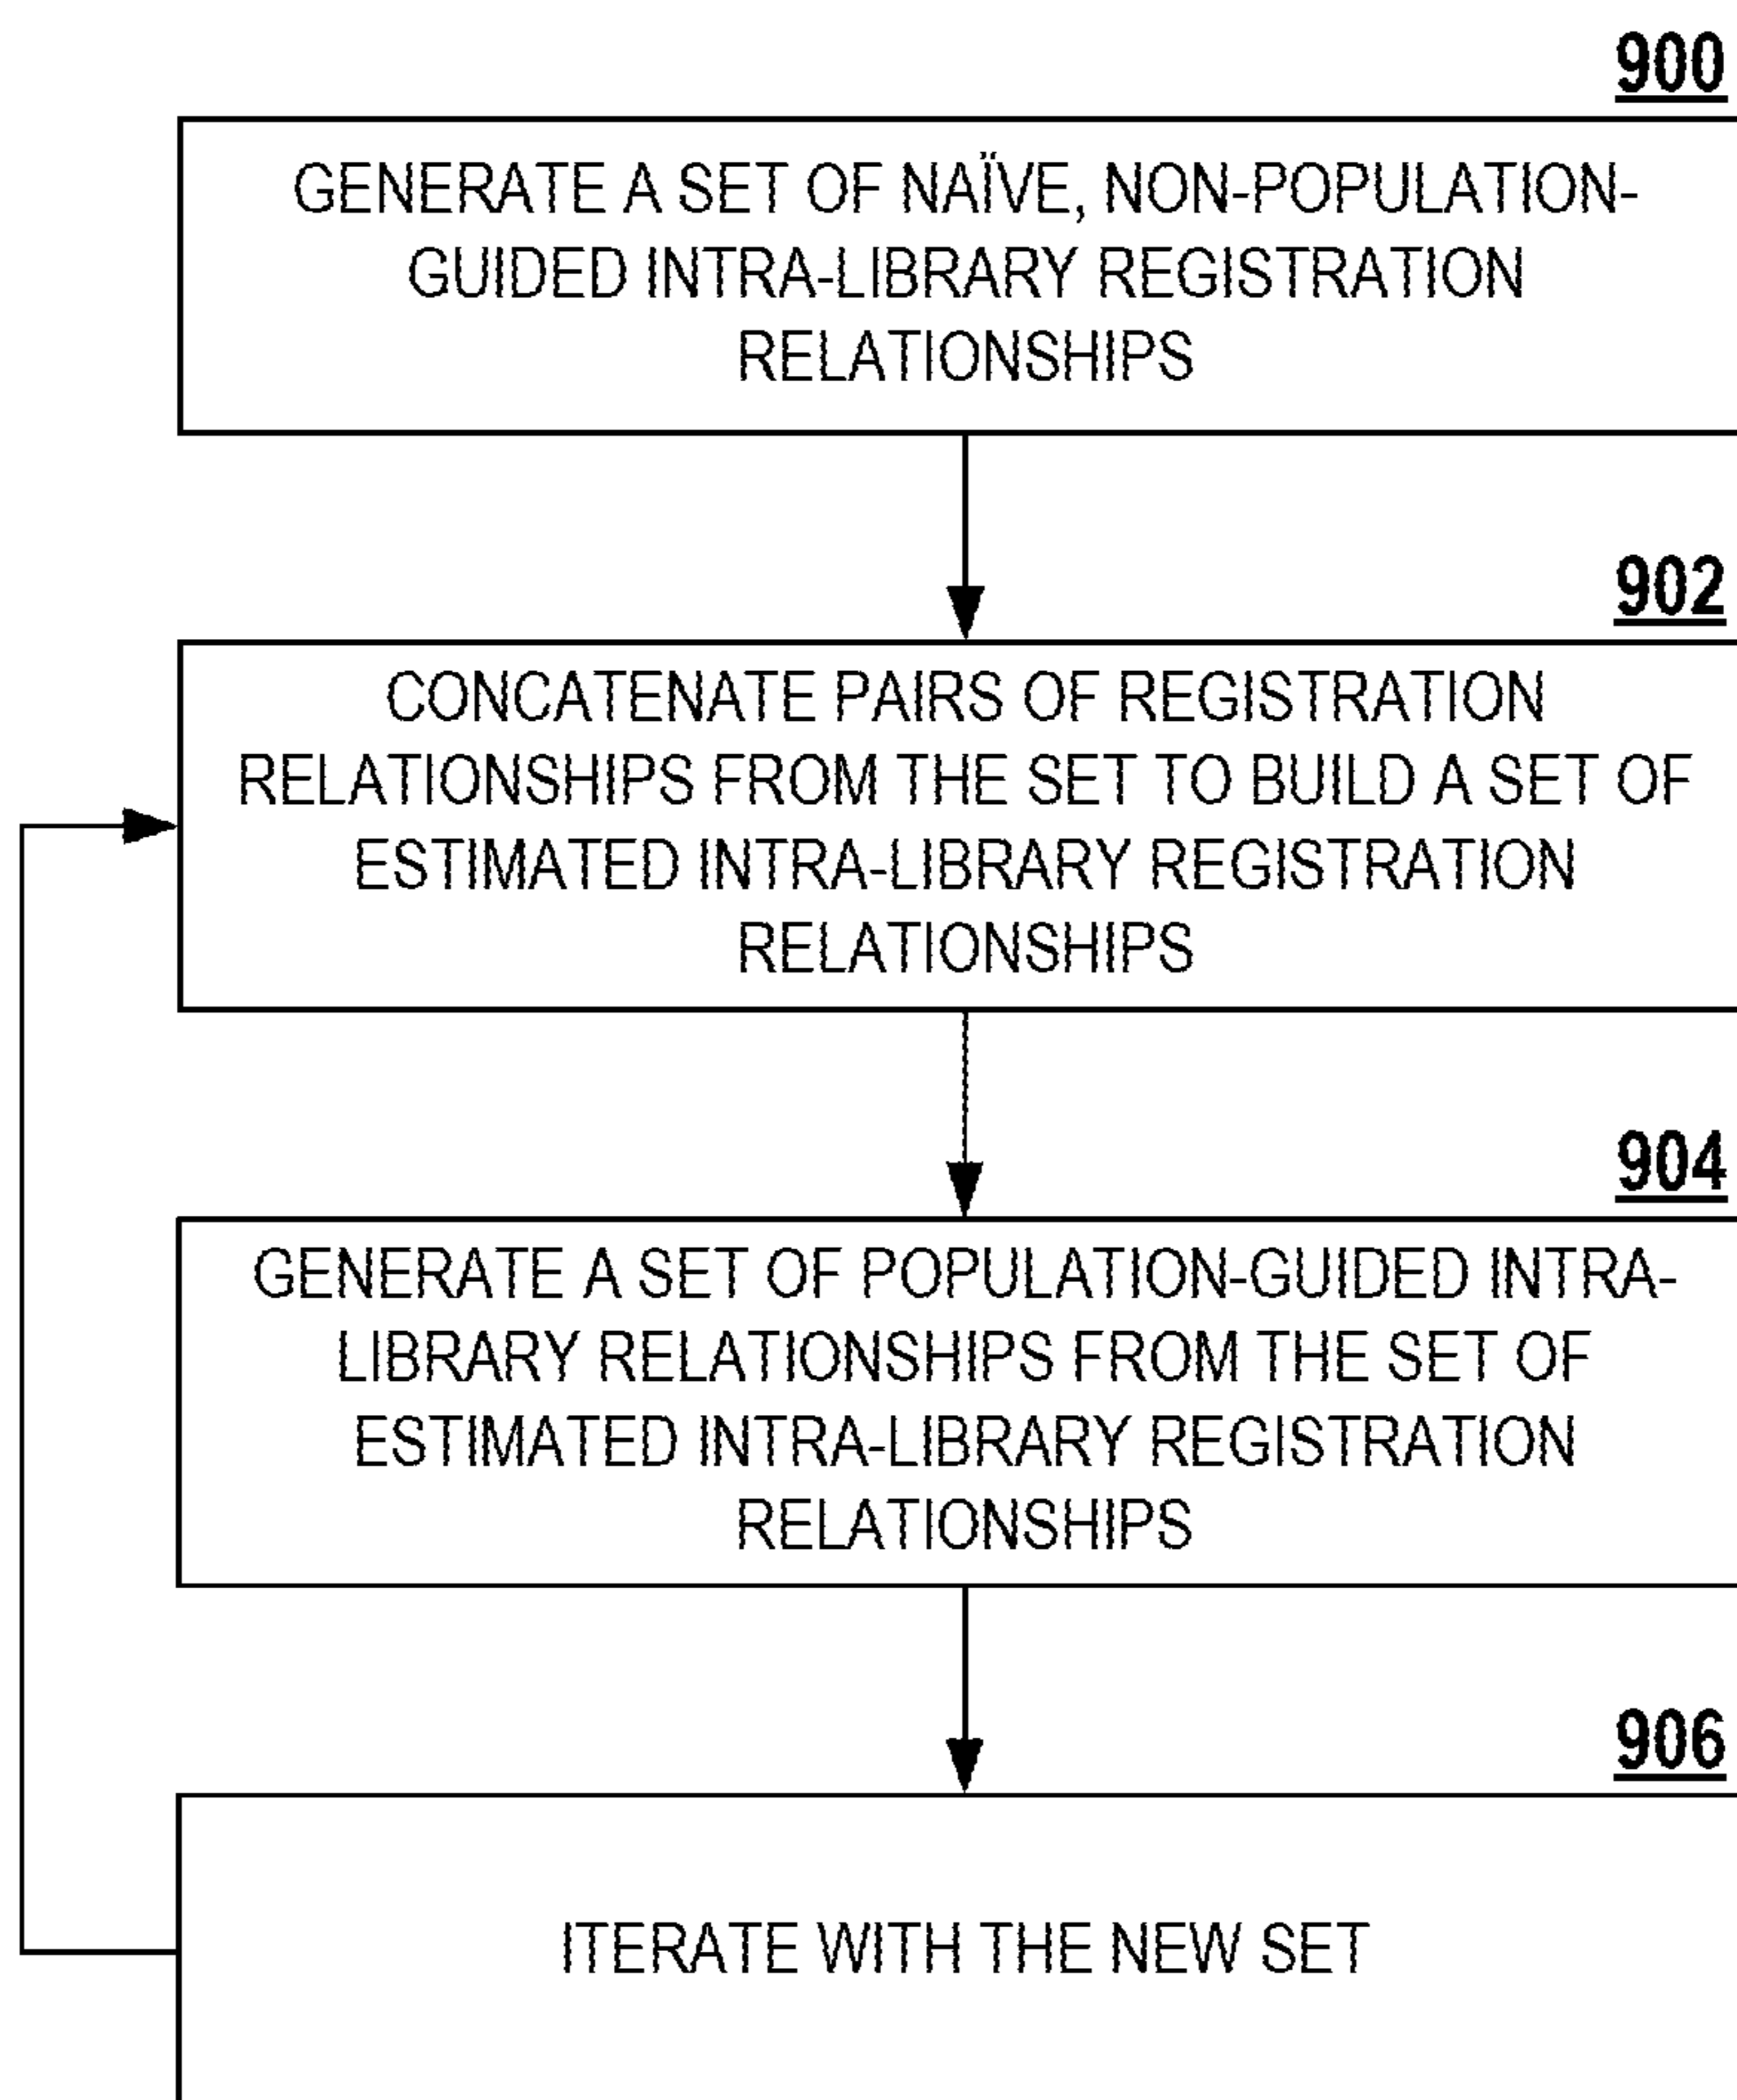 900
GENERATE A SET OF NAÏVE, NON-POPULATION-
GUIDED INTRA-LIBRARY REGISTRATION
RELATIONSHIPS
902
CONCATENATE PAIRS OF REGISTRATION
RELATIONSHIPS FROM THE SET TO BUILD A SET OF
ESTIMATED INTRA-LIBRARY REGISTRATION
RELATIONSHIPS
904
GENERATE A SET OF POPULATION-GUIDED INTRA-
LIBRARY RELATIONSHIPS FROM THE SET OF
ESTIMATED INTRA-LIBRARY REGISTRATION
RELATIONSHIPS
906
ITERATE WITH THE NEW SET